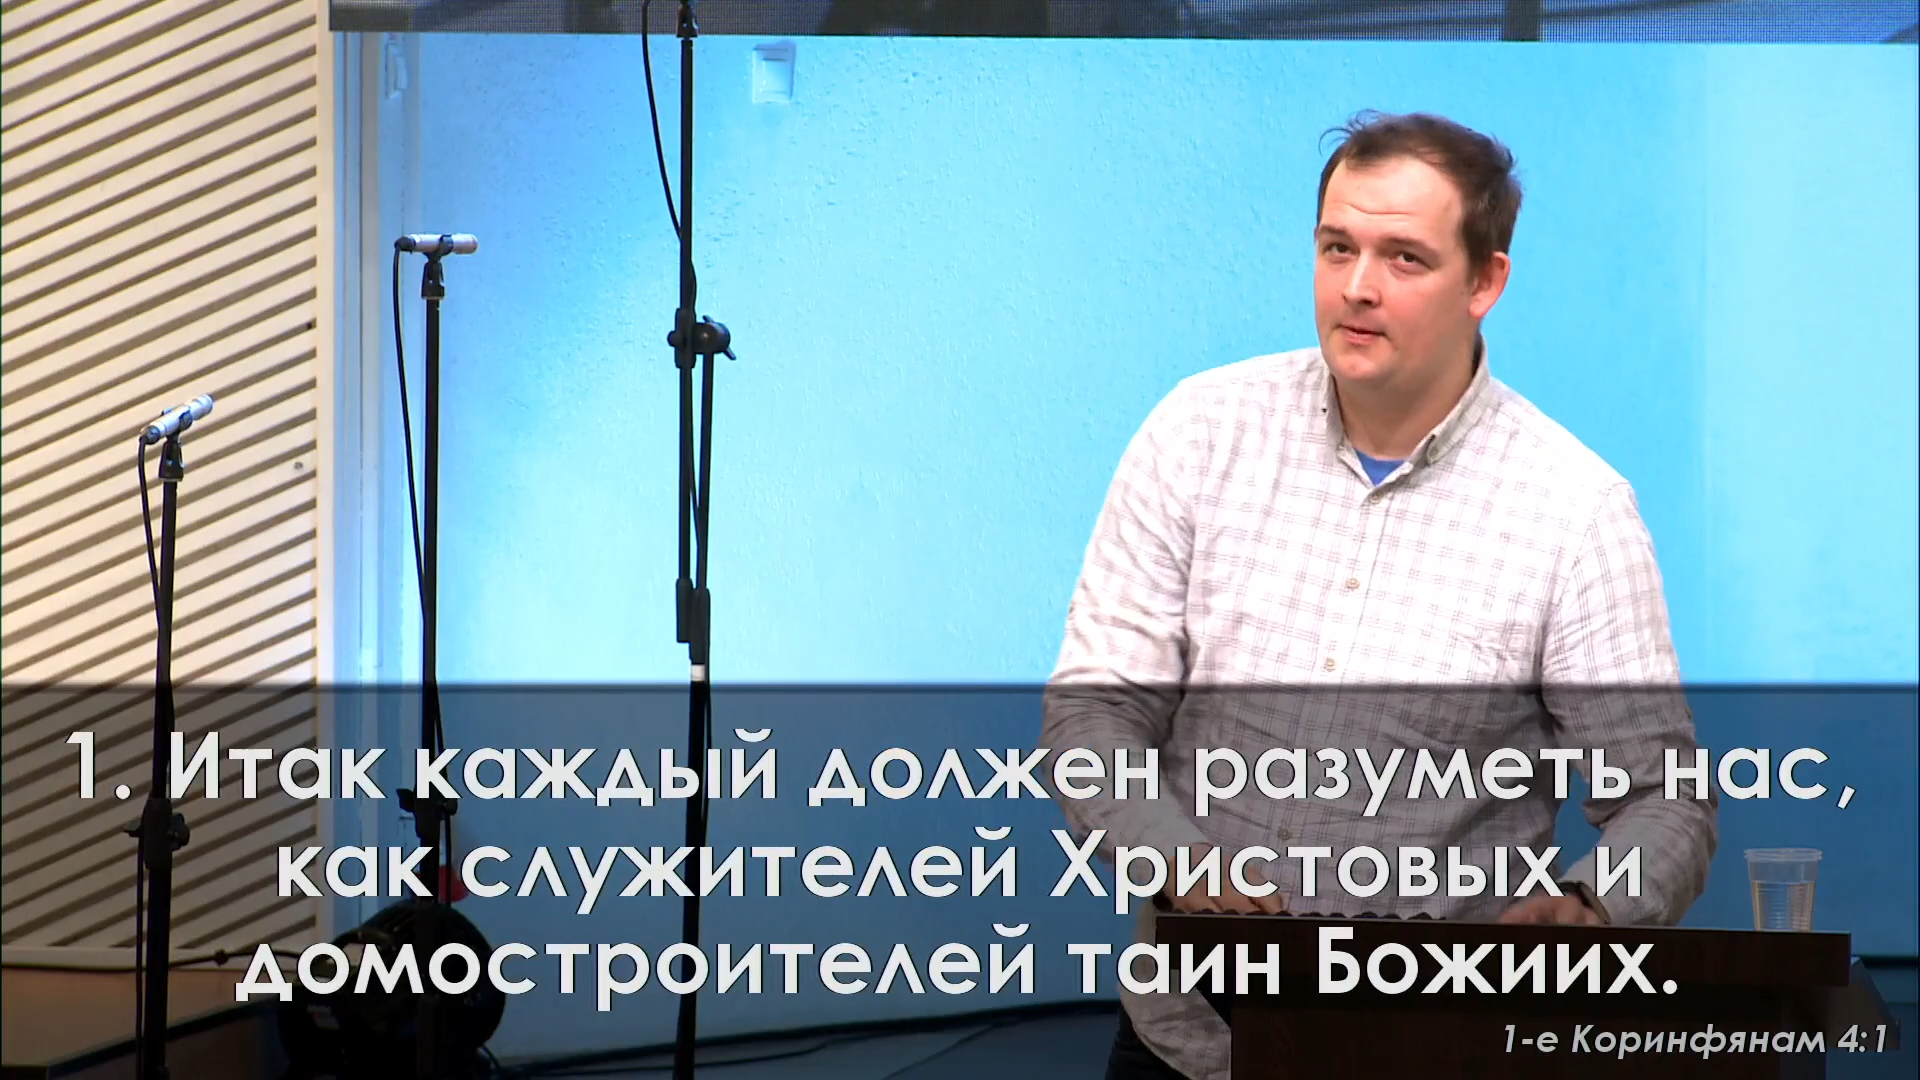 1. Итак каждый должен разуметь нас,
как служителей Христовых и
домостроителей таин Божиих.
1-е Коринфянам 4:1